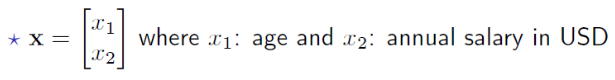 ⋆ x = [x₁ x₂] where x₁: age and x₂: annual salary in USD